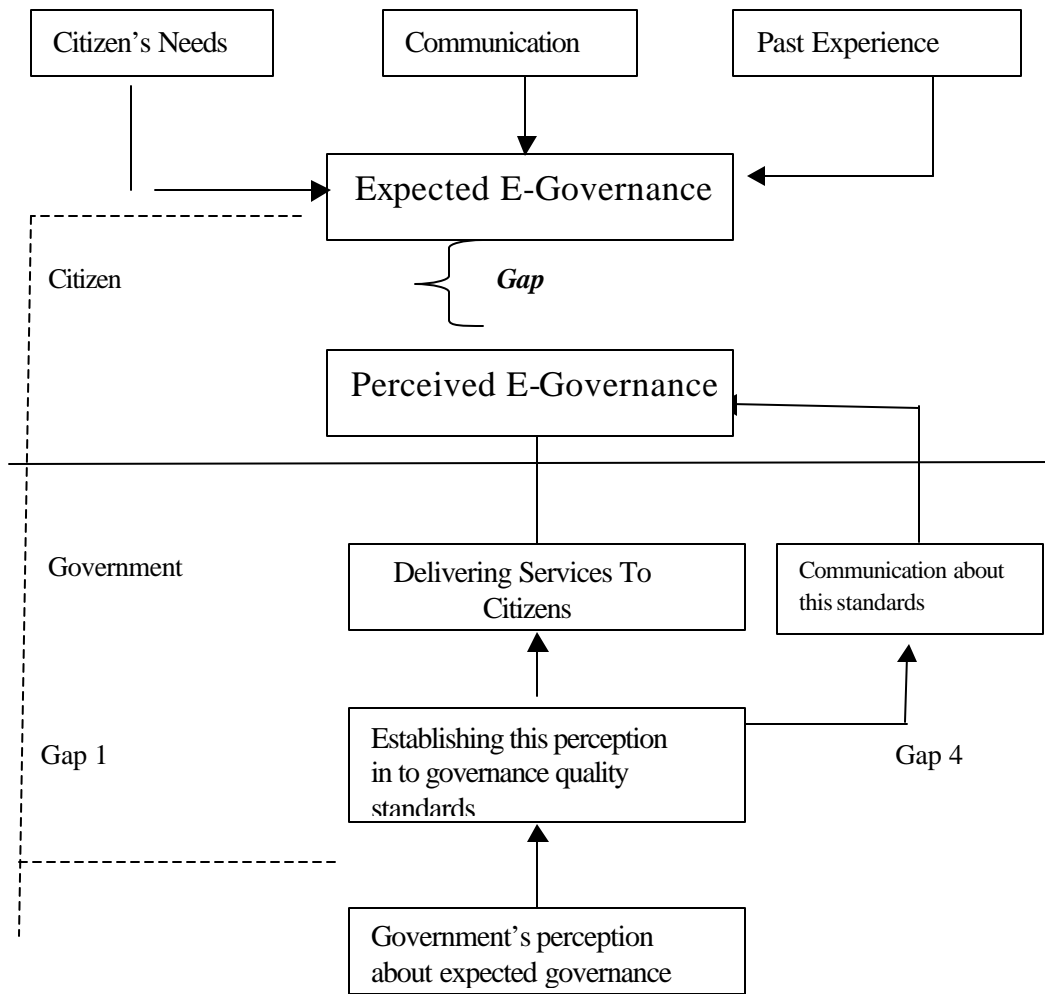 Citizen’s Needs
Communication
Past Experience
Expected E-Governance
Citizen
Gap
Perceived E-Governance
Government
Delivering Services To
Citizens
Communication about
this standards
Gap 1
Establishing this perception
in to governance quality
standards
Gap 4
Government’s perception
about expected governance